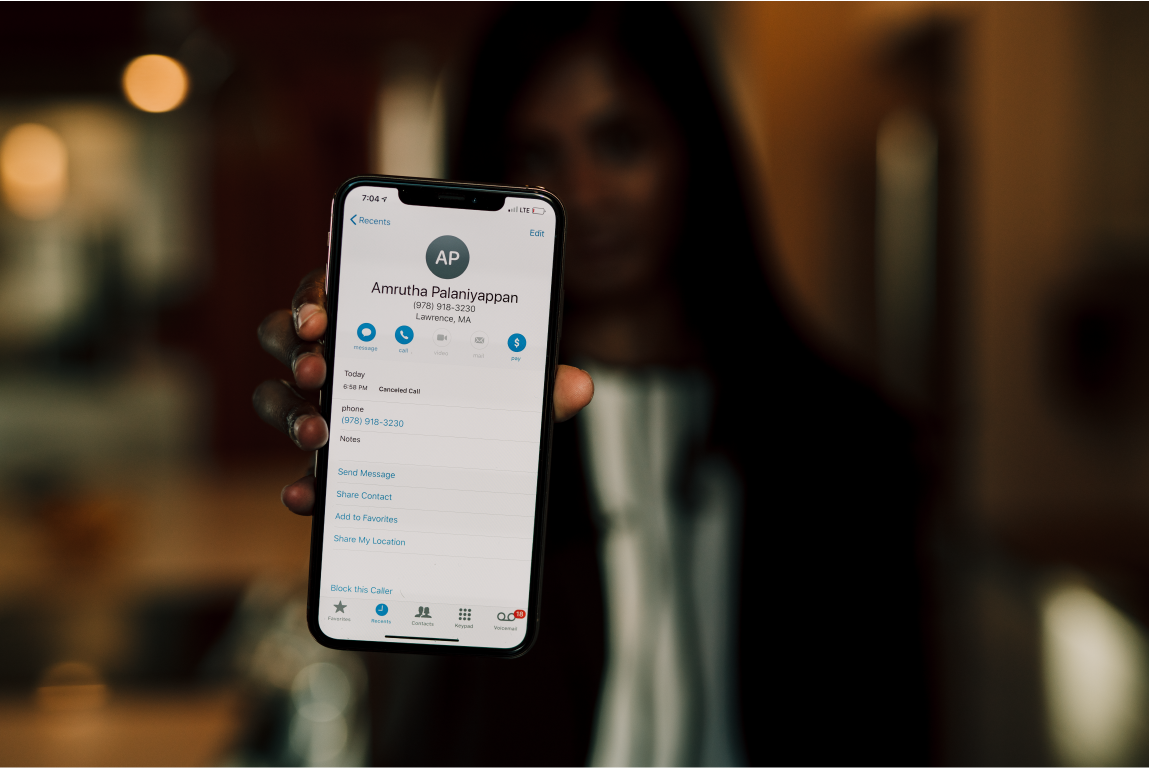 7:04
LTE
Recents
Edit
AP
Amrutha Palaniyappan
(978) 918-3230
Lawrence, MA
message call video mail $ pay
Today
6:58 PM Canceled Call
phone
(978) 918-3230
Notes
Send Message
Share Contact
Add to Favorites
Share My Location
Block this Caller
18
Favorites Recents Contacts Keypad Voicemail